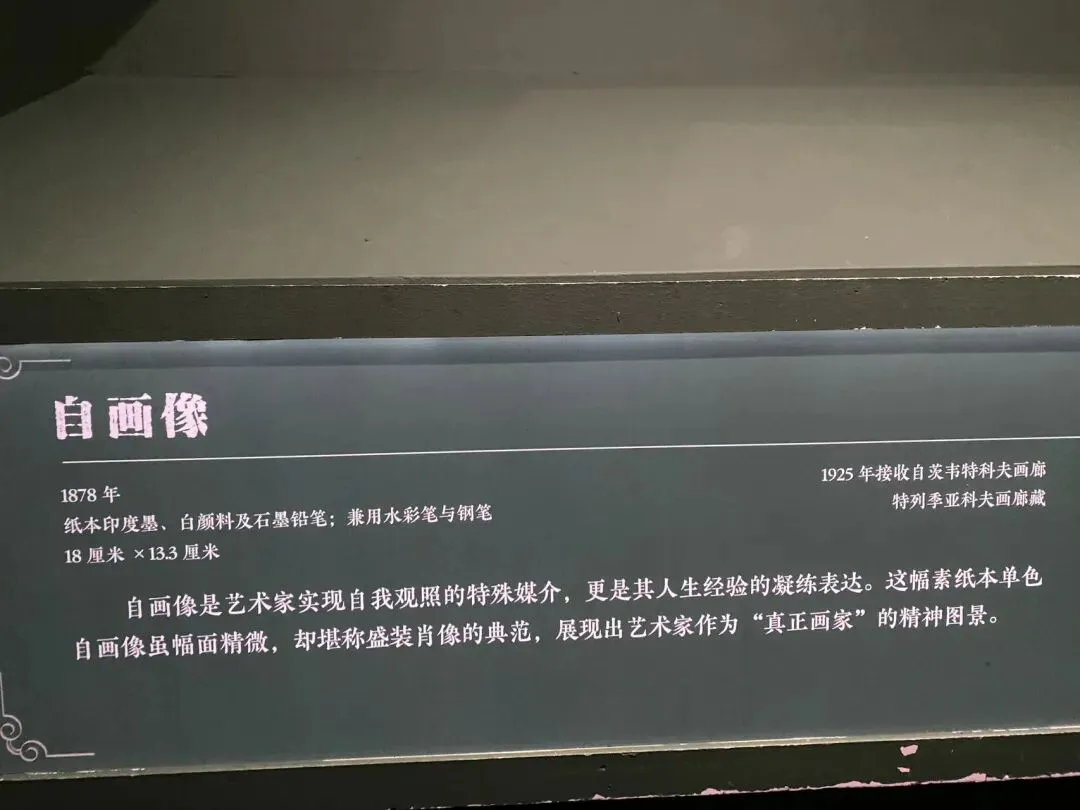 自画像
1878 年
纸本印度墨、白颜料及石墨铅笔；兼用水彩笔与钢笔
18 厘米 ×13.3 厘米
1925 年接收自茨韦特科夫画廊
特列季亚科夫画廊藏
自画像是艺术家实现自我观照的特殊媒介，更是其人生经验的凝练表达。这幅素纸本单色
自画像虽幅面精微，却堪称盛装肖像的典范，展现出艺术家作为“真正画家”的精神图景。